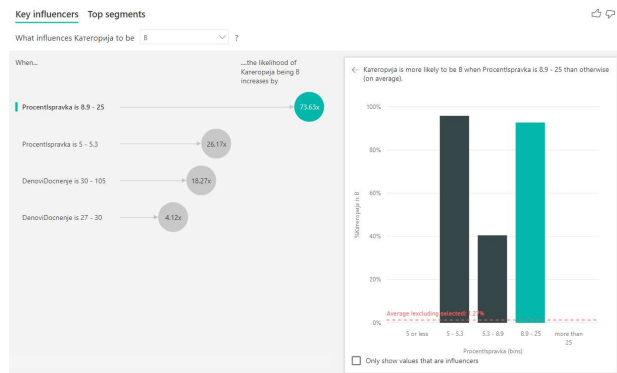 Key influencers Top segments
What influences Категорија to be B ?
When...
....the likelihood of
Категорија being B
increases by
ProcentIspravka is 8.9 - 25
73.63x
ProcentIspravka is 5 - 5.3
26.17x
DenoviDocnenje is 30 - 105
18.27x
DenoviDocnenje is 27 - 30
4.12x
← Категорија is more likely to be B when ProcentIspravka is 8.9 - 25 than otherwise
(on average).
100%
80%
60%
40%
20%
0%
%Категорија is B
Average (excluding selected):
5 or less
5 - 5.3
5.3 - 8.9
8.9 - 25
more than
25
ProcentIspravka (bins)
Only show values that are influencers